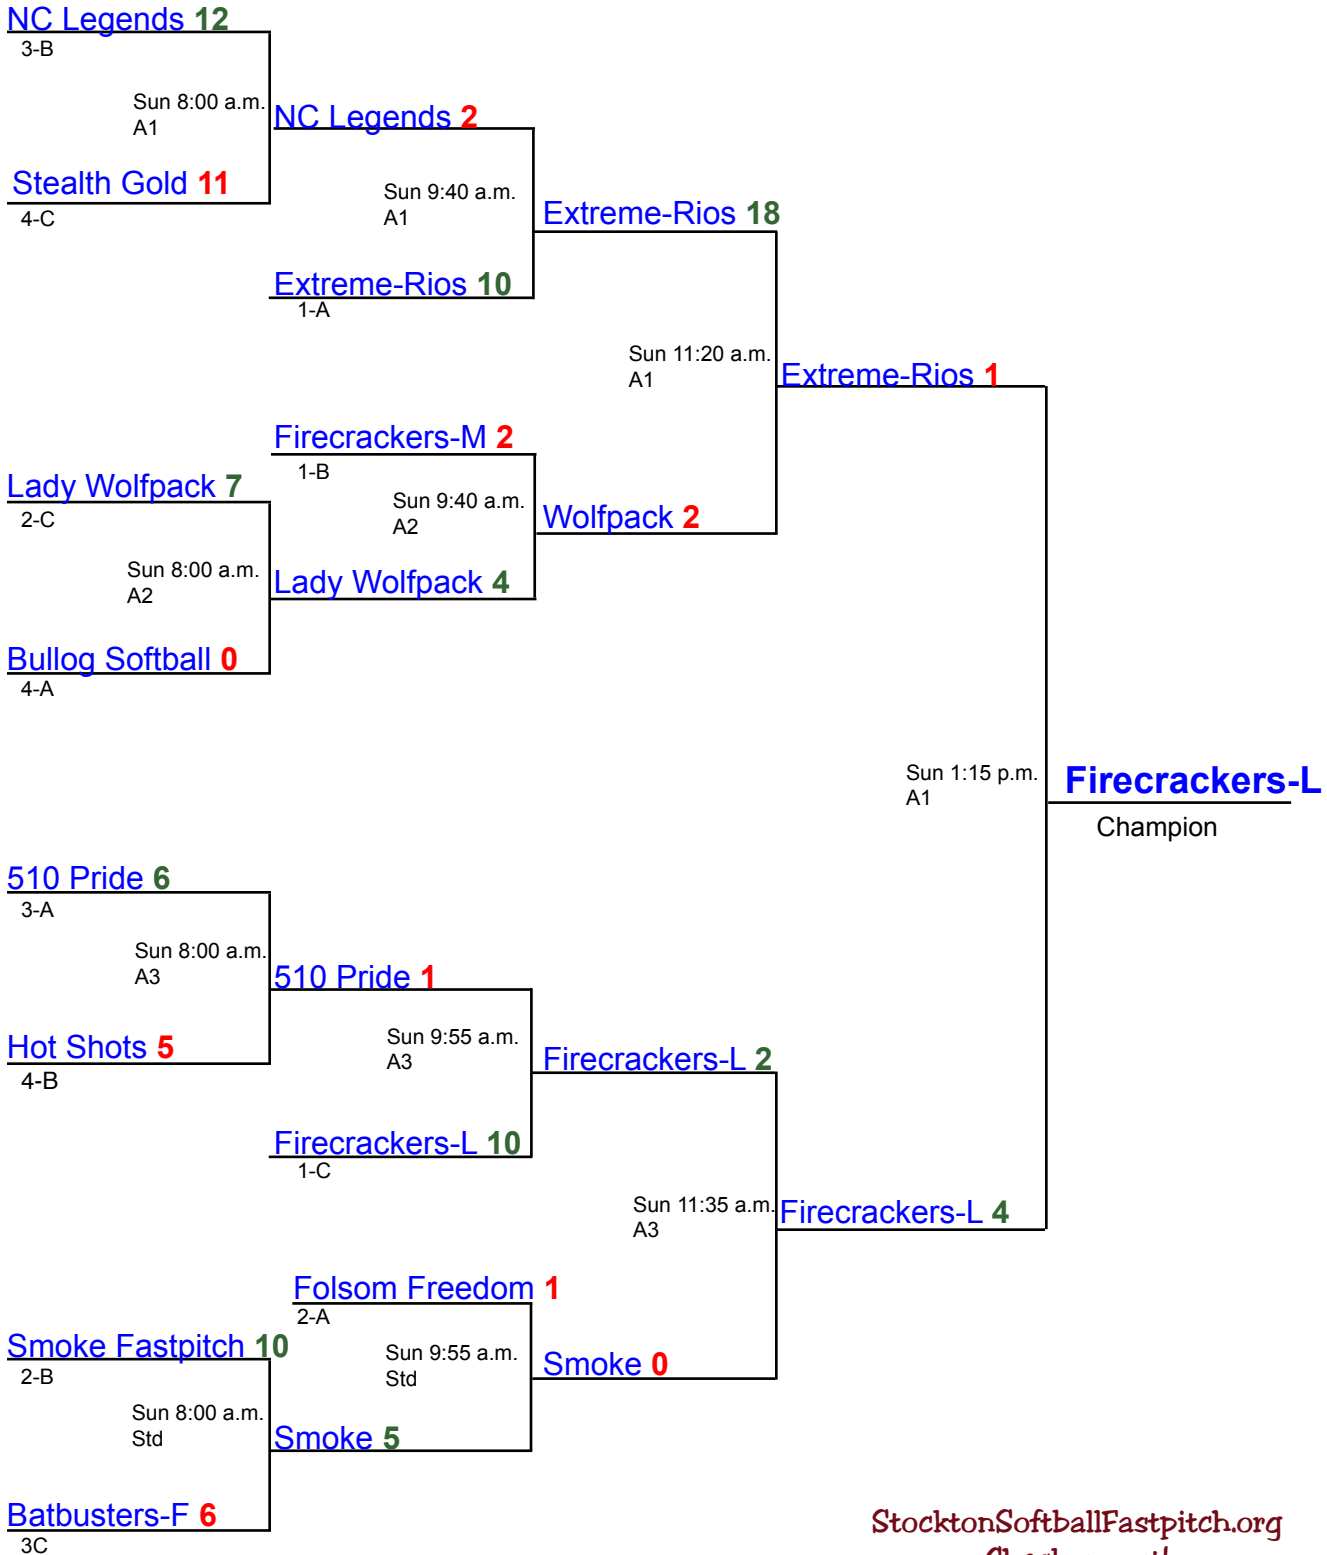 NC Legends 12
3-B
Sun 8:00 a.m.
A1
NC Legends 2
Stealth Gold 11
4-C
Sun 9:40 a.m.
A1
Extreme-Rios 18
Extreme-Rios 10
1-A
Sun 11:20 a.m.
A1
Extreme-Rios 1
Firecrackers-M 2
1-B
Lady Wolfpack 7
2-C
Sun 9:40 a.m.
A2
Wolfpack 2
Sun 8:00 a.m.
A2
Lady Wolfpack 4
Bullog Softball 0
4-A
Sun 1:15 p.m.
A1
Firecrackers-L
Champion
510 Pride 6
3-A
Sun 8:00 a.m.
A3
510 Pride 1
Hot Shots 5
4-B
Sun 9:55 a.m.
A3
Firecrackers-L 2
Firecrackers-L 10
1-C
Sun 11:35 a.m.
A3
Firecrackers-L 4
Folsom Freedom 1
2-A
Smoke Fastpitch 10
2-B
Sun 9:55 a.m.
Std
Smoke 0
Sun 8:00 a.m.
Std
Smoke 5
Batbusters-F 6
3C
StocktonSoftballFastpitch.org